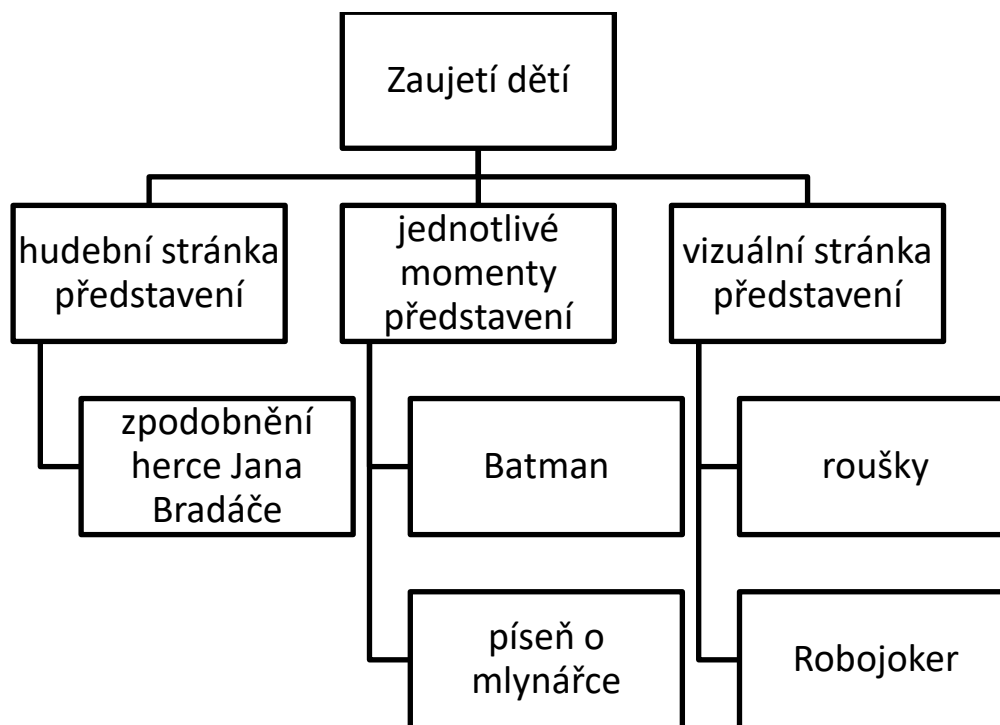 Zaujetí dětí
hudební stránka
představení
jednotlivé
momenty
představení
vizuální stránka
představení
zpodobnění
herce Jana
Bradáče
Batman
roušky
píseň o
mlynářce
Robojoker